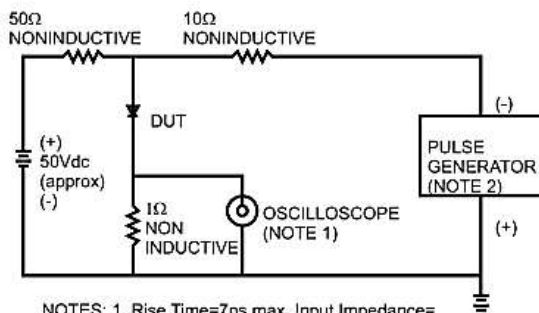 50Ω
NONINDUCTIVE
10Ω
NONINDUCTIVE
(+)
50Vdc
(approx)
(-)
DUT
1Ω
NON
INDUCTIVE
OSCILLOSCOPE
(NOTE 1)
(-)
PULSE
GENERATOR
(NOTE 2)
(+)
NOTES: 1. Rise Time=7ns max. Input Impedance=